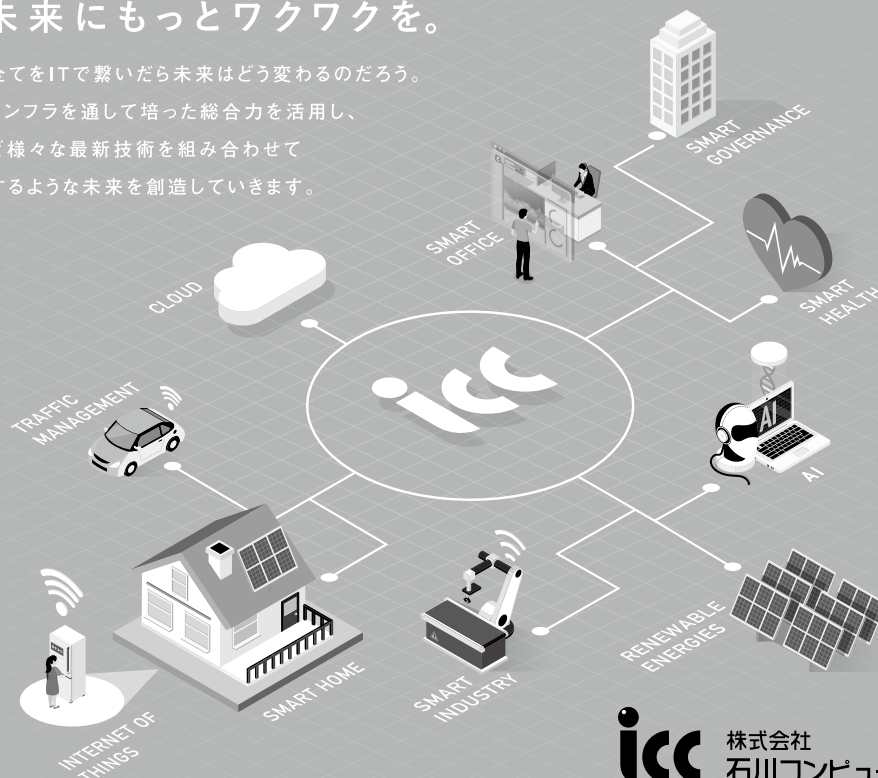 未来にもっとワクワクを。
全てをITで繋いだら未来はどう変わるのだろう。
ンフラを通して培った総合力を活用し、
様々な最新技術を組み合わせて
するような未来を創造していきます。
SMART
GOVERNANCE
SMART
OFFICE
SMART
HEALTH
CLOUD
icc
TRAFFIC
MANAGEMENT
AI
AI
RENEWABLE
ENERGIES
SMART
INDUSTRY
SMART HOME
INTERNET OF
THINGS
icc
株式会社
石川コンピュー